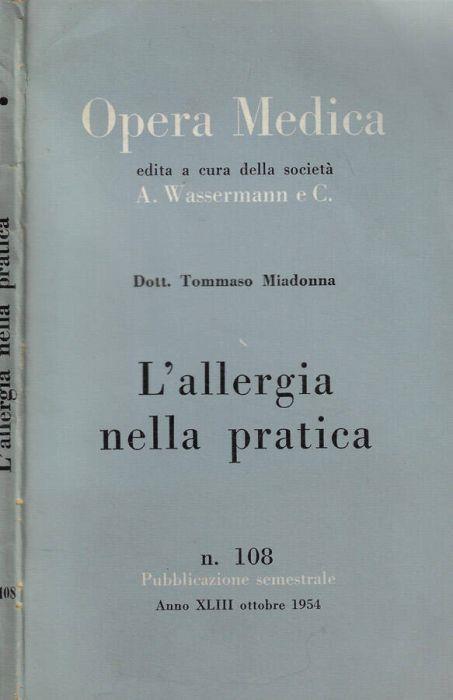 Opera Medica
edita a cura della società
A. Wassermann e C.
Dott. Tommaso Miadonna
L'allergia
nella pratica
n. 108
Pubblicazione semestrale
Anno XLIII ottobre 1954
L'allergia nella pratica
108